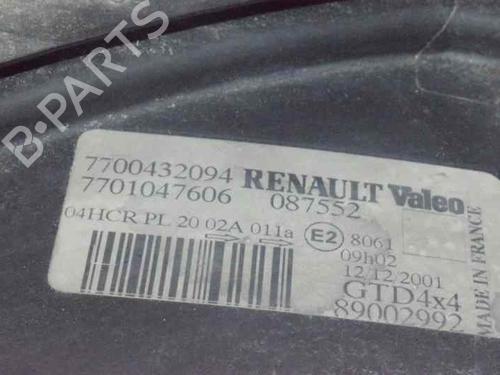 B-PARTS
7700432094 RENAULT Valeo
7701047606 087552
04HCR PL 20 02A 011a E2 8061
09h02
12/12/2001
GTD4x4
89002992
MADE IN FRANCE